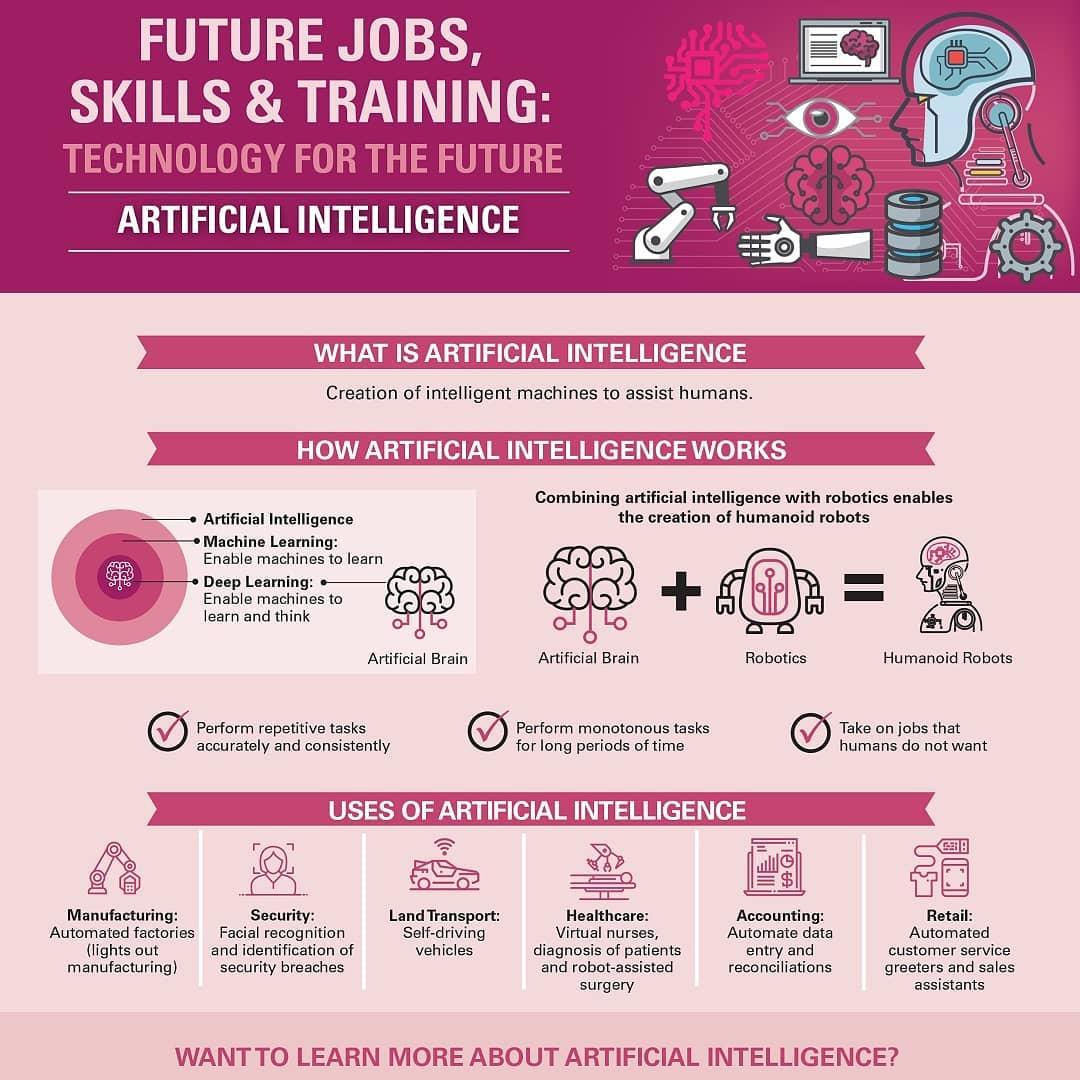 FUTURE JOBS,
SKILLS & TRAINING:
TECHNOLOGY FOR THE FUTURE
ARTIFICIAL INTELLIGENCE
WHAT IS ARTIFICIAL INTELLIGENCE
Creation of intelligent machines to assist humans.
HOW ARTIFICIAL INTELLIGENCE WORKS
Artificial Intelligence
Machine Learning:
Enable machines to learn
Deep Learning:
Enable machines to
learn and think
Artificial Brain
Combining artificial intelligence with robotics enables
the creation of humanoid robots
+
=
Artificial Brain
Robotics
Humanoid Robots
Perform repetitive tasks
accurately and consistently
Perform monotonous tasks
for long periods of time
Take on jobs that
humans do not want
USES OF ARTIFICIAL INTELLIGENCE
Manufacturing:
Automated factories
(lights out
manufacturing)
Security:
Facial recognition
and identification of
security breaches
Land Transport:
Self-driving
vehicles
Healthcare:
Virtual nurses,
diagnosis of patients
and robot-assisted
surgery
$
Accounting:
Automate data
entry and
reconciliations
Retail:
Automated
customer service
greeters and sales
assistants
WANT TO LEARN MORE ABOUT ARTIFICIAL INTELLIGENCE?